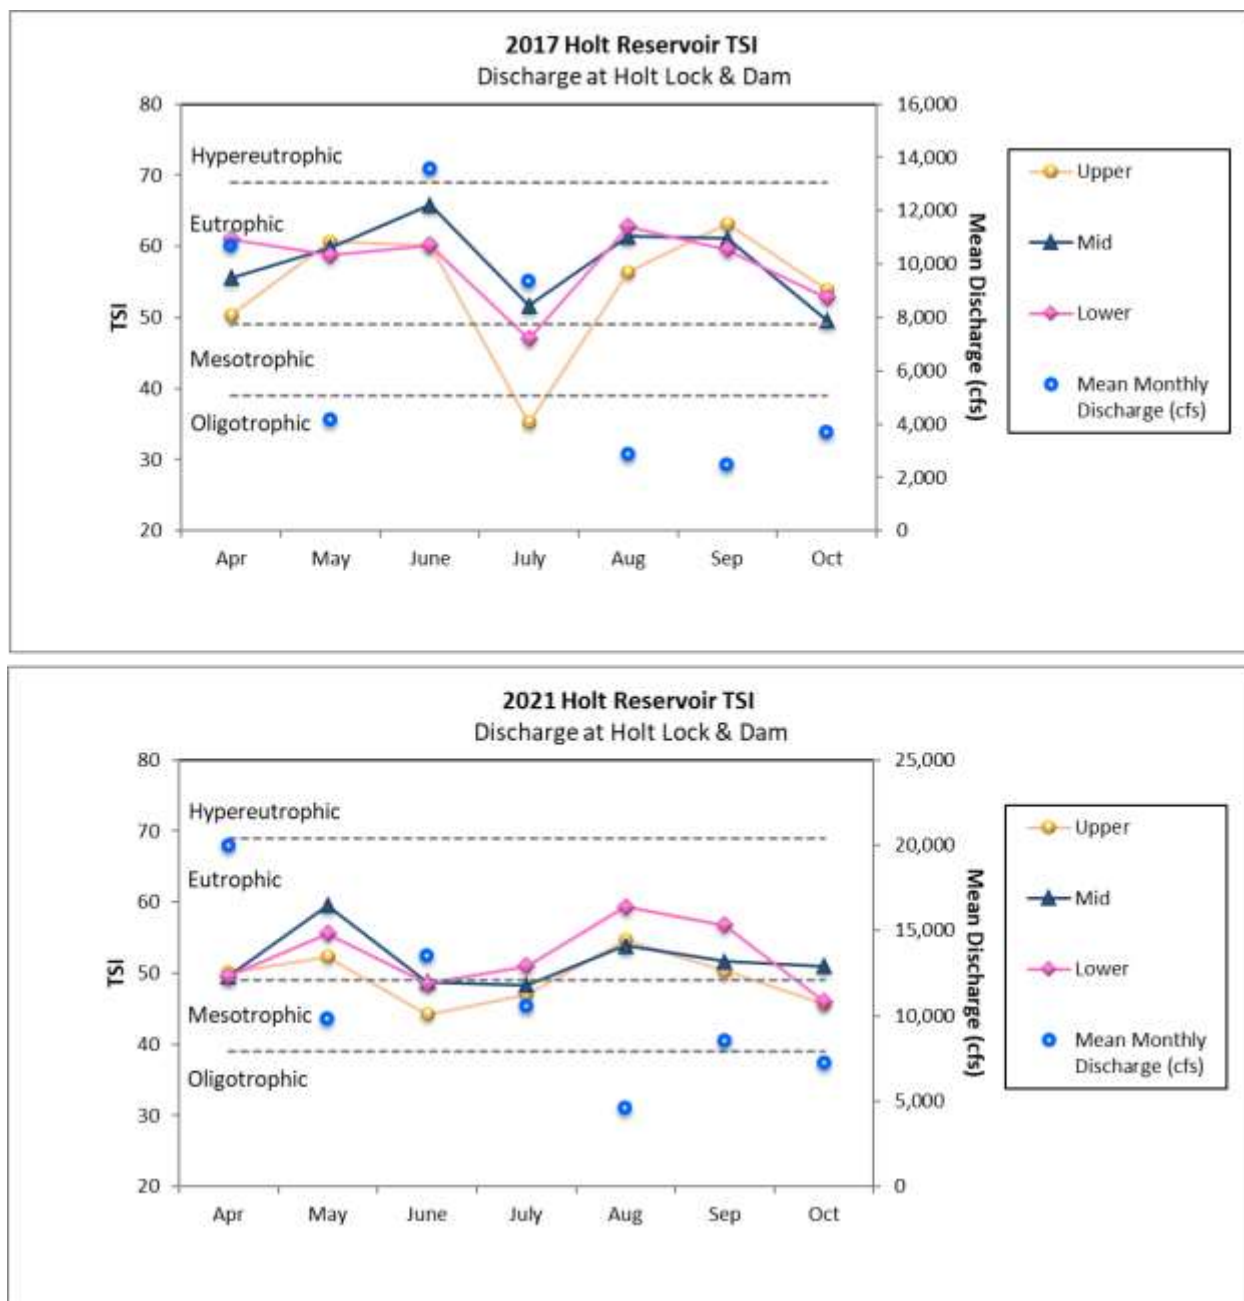 2017 Holt Reservoir TSI
Discharge at Holt Lock & Dam
80
70
60
50
40
30
20
TSI
Hypereutrophic
Eutrophic
Mesotrophic
Oligotrophic
16,000
14,000
12,000
10,000
8,000
6,000
4,000
2,000
0
Mean Discharge (cfs)
Apr May June July Aug Sep Oct
Upper
Mid
Lower
Mean Monthly
Discharge (cfs)
2021 Holt Reservoir TSI
Discharge at Holt Lock & Dam
80
70
60
50
40
30
20
TSI
Hypereutrophic
Eutrophic
Mesotrophic
Oligotrophic
25,000
20,000
15,000
10,000
5,000
0
Mean Discharge (cfs)
Apr May June July Aug Sep Oct
Upper
Mid
Lower
Mean Monthly
Discharge (cfs)